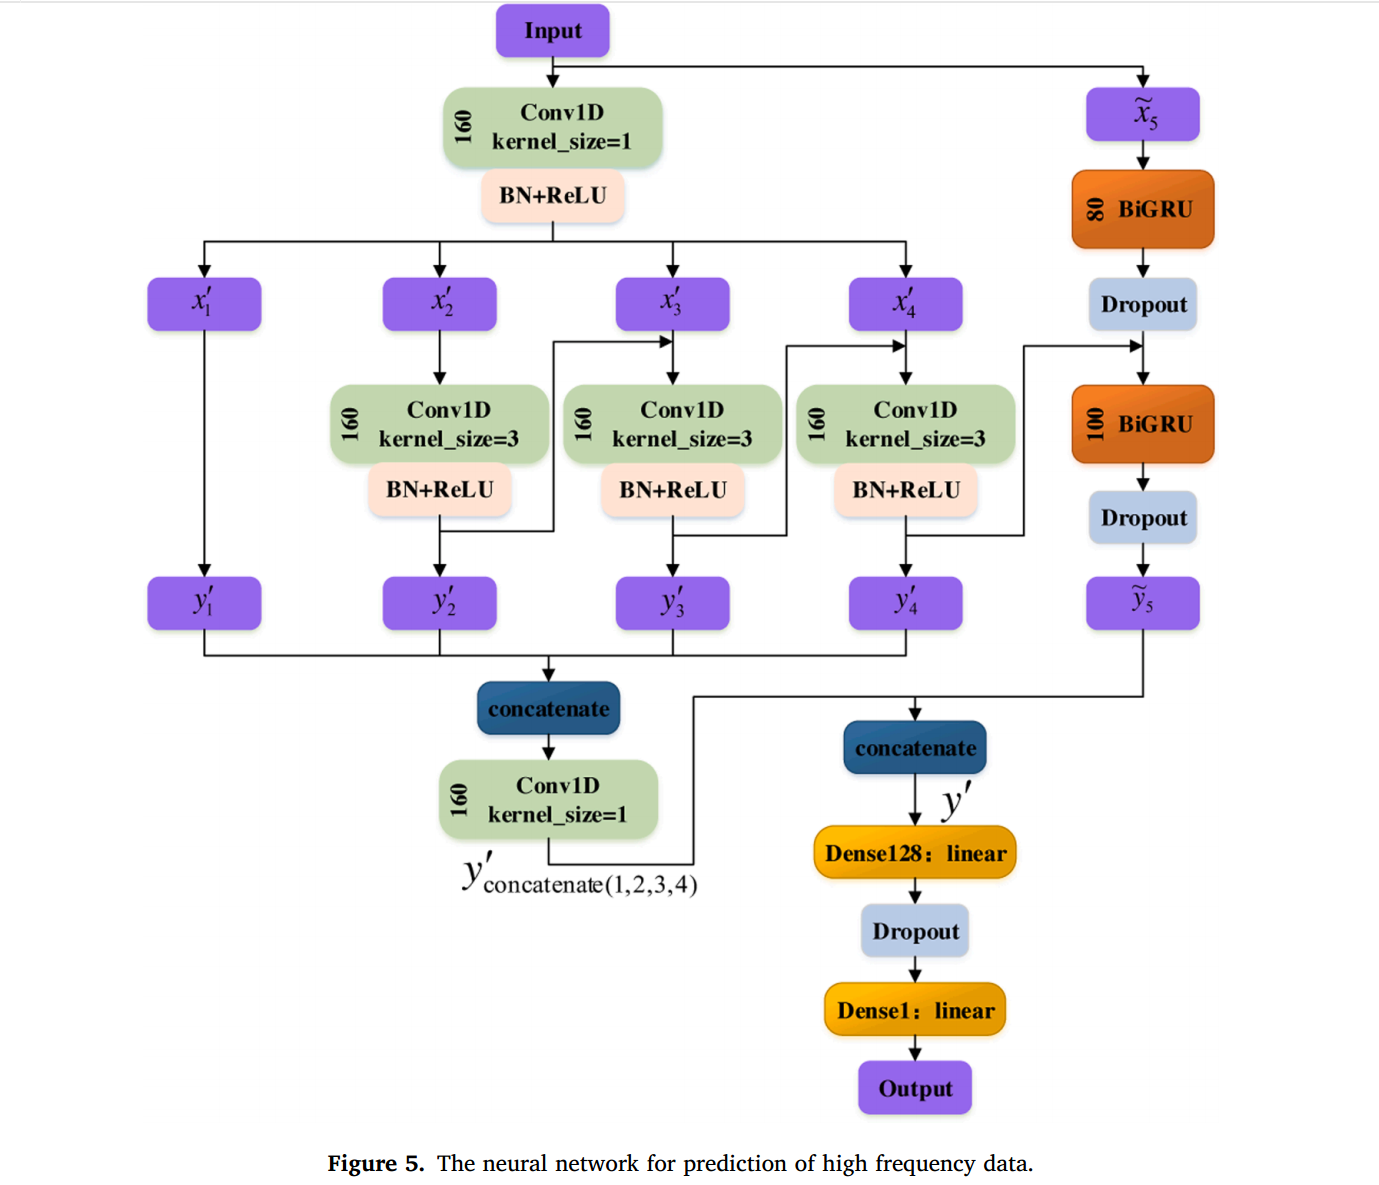 Input
160
Conv1D
kernel_size=1
BN+ReLU
x̃₅
80
BiGRU
Dropout
x′₁
x′₂
x′₃
x′₄
160
Conv1D
kernel_size=3
BN+ReLU
160
Conv1D
kernel_size=3
BN+ReLU
160
Conv1D
kernel_size=3
BN+ReLU
100
BiGRU
Dropout
y′₁
y′₂
y′₃
y′₄
ỹ₅
concatenate
160
Conv1D
kernel_size=1
y′concatenate(1,2,3,4)
concatenate
y′
Dense128：linear
Dropout
Dense1：linear
Output
Figure 5. The neural network for prediction of high frequency data.